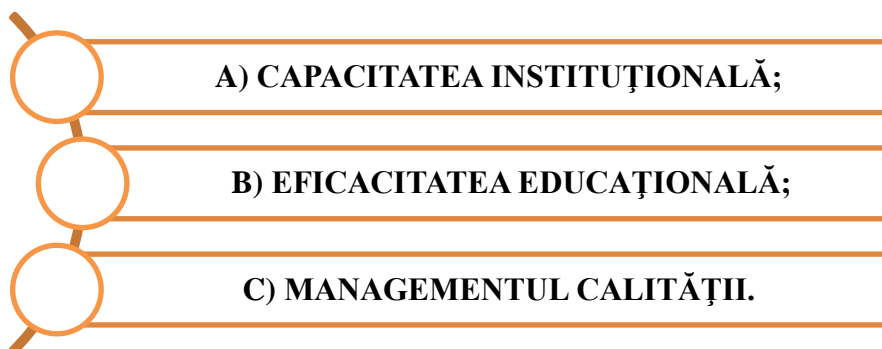 A) CAPACITATEA INSTITUŢIONALĂ;
B) EFICACITATEA EDUCAŢIONALĂ;
C) MANAGEMENTUL CALITĂŢII.